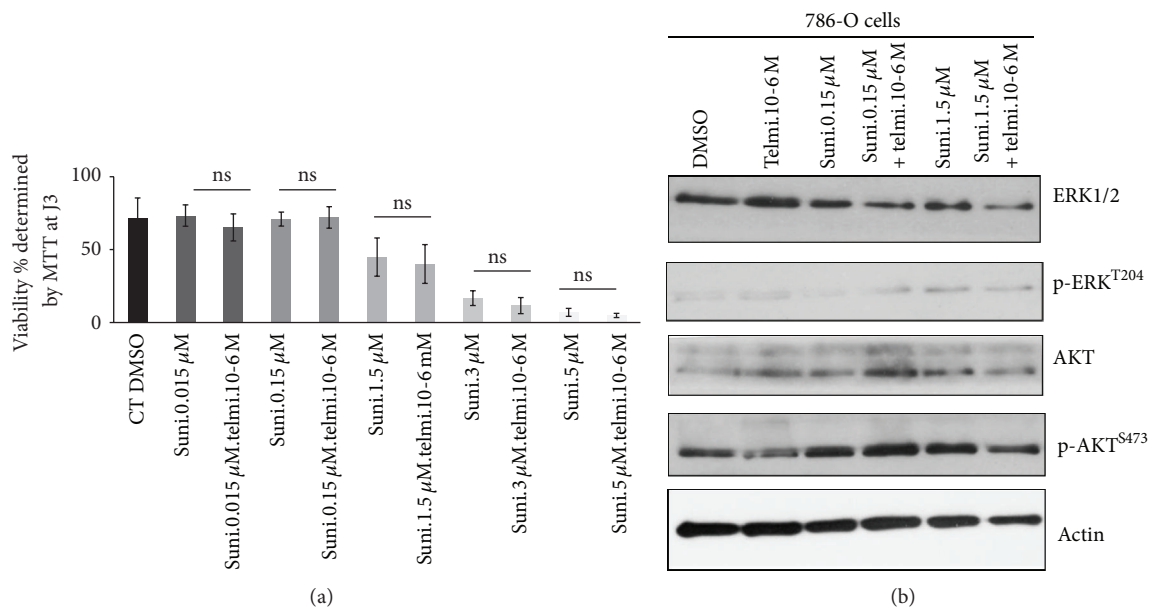 Viability % determined
by MTT at J3
100
50
0
ns
ns
ns
ns
ns
CT DMSO
Suni.0.015 μM
Suni.0.015 μM.telmi.10-6 M
Suni.0.15 μM
Suni.0.15 μM.telmi.10-6 M
Suni.1.5 μM
Suni.1.5 μM.telmi.10-6 mM
Suni.3 μM
Suni.3 μM.telmi.10-6 M
Suni.5 μM
Suni.5 μM.telmi.10-6 M
(a)
786-O cells
DMSO
Telmi.10-6 M
Suni.0.15 μM
Suni.0.15 μM
+ telmi.10-6 M
Suni.1.5 μM
Suni.1.5 μM
+ telmi.10-6 M
ERK1/2
p-ERK^T204
AKT
p-AKT^S473
Actin
(b)